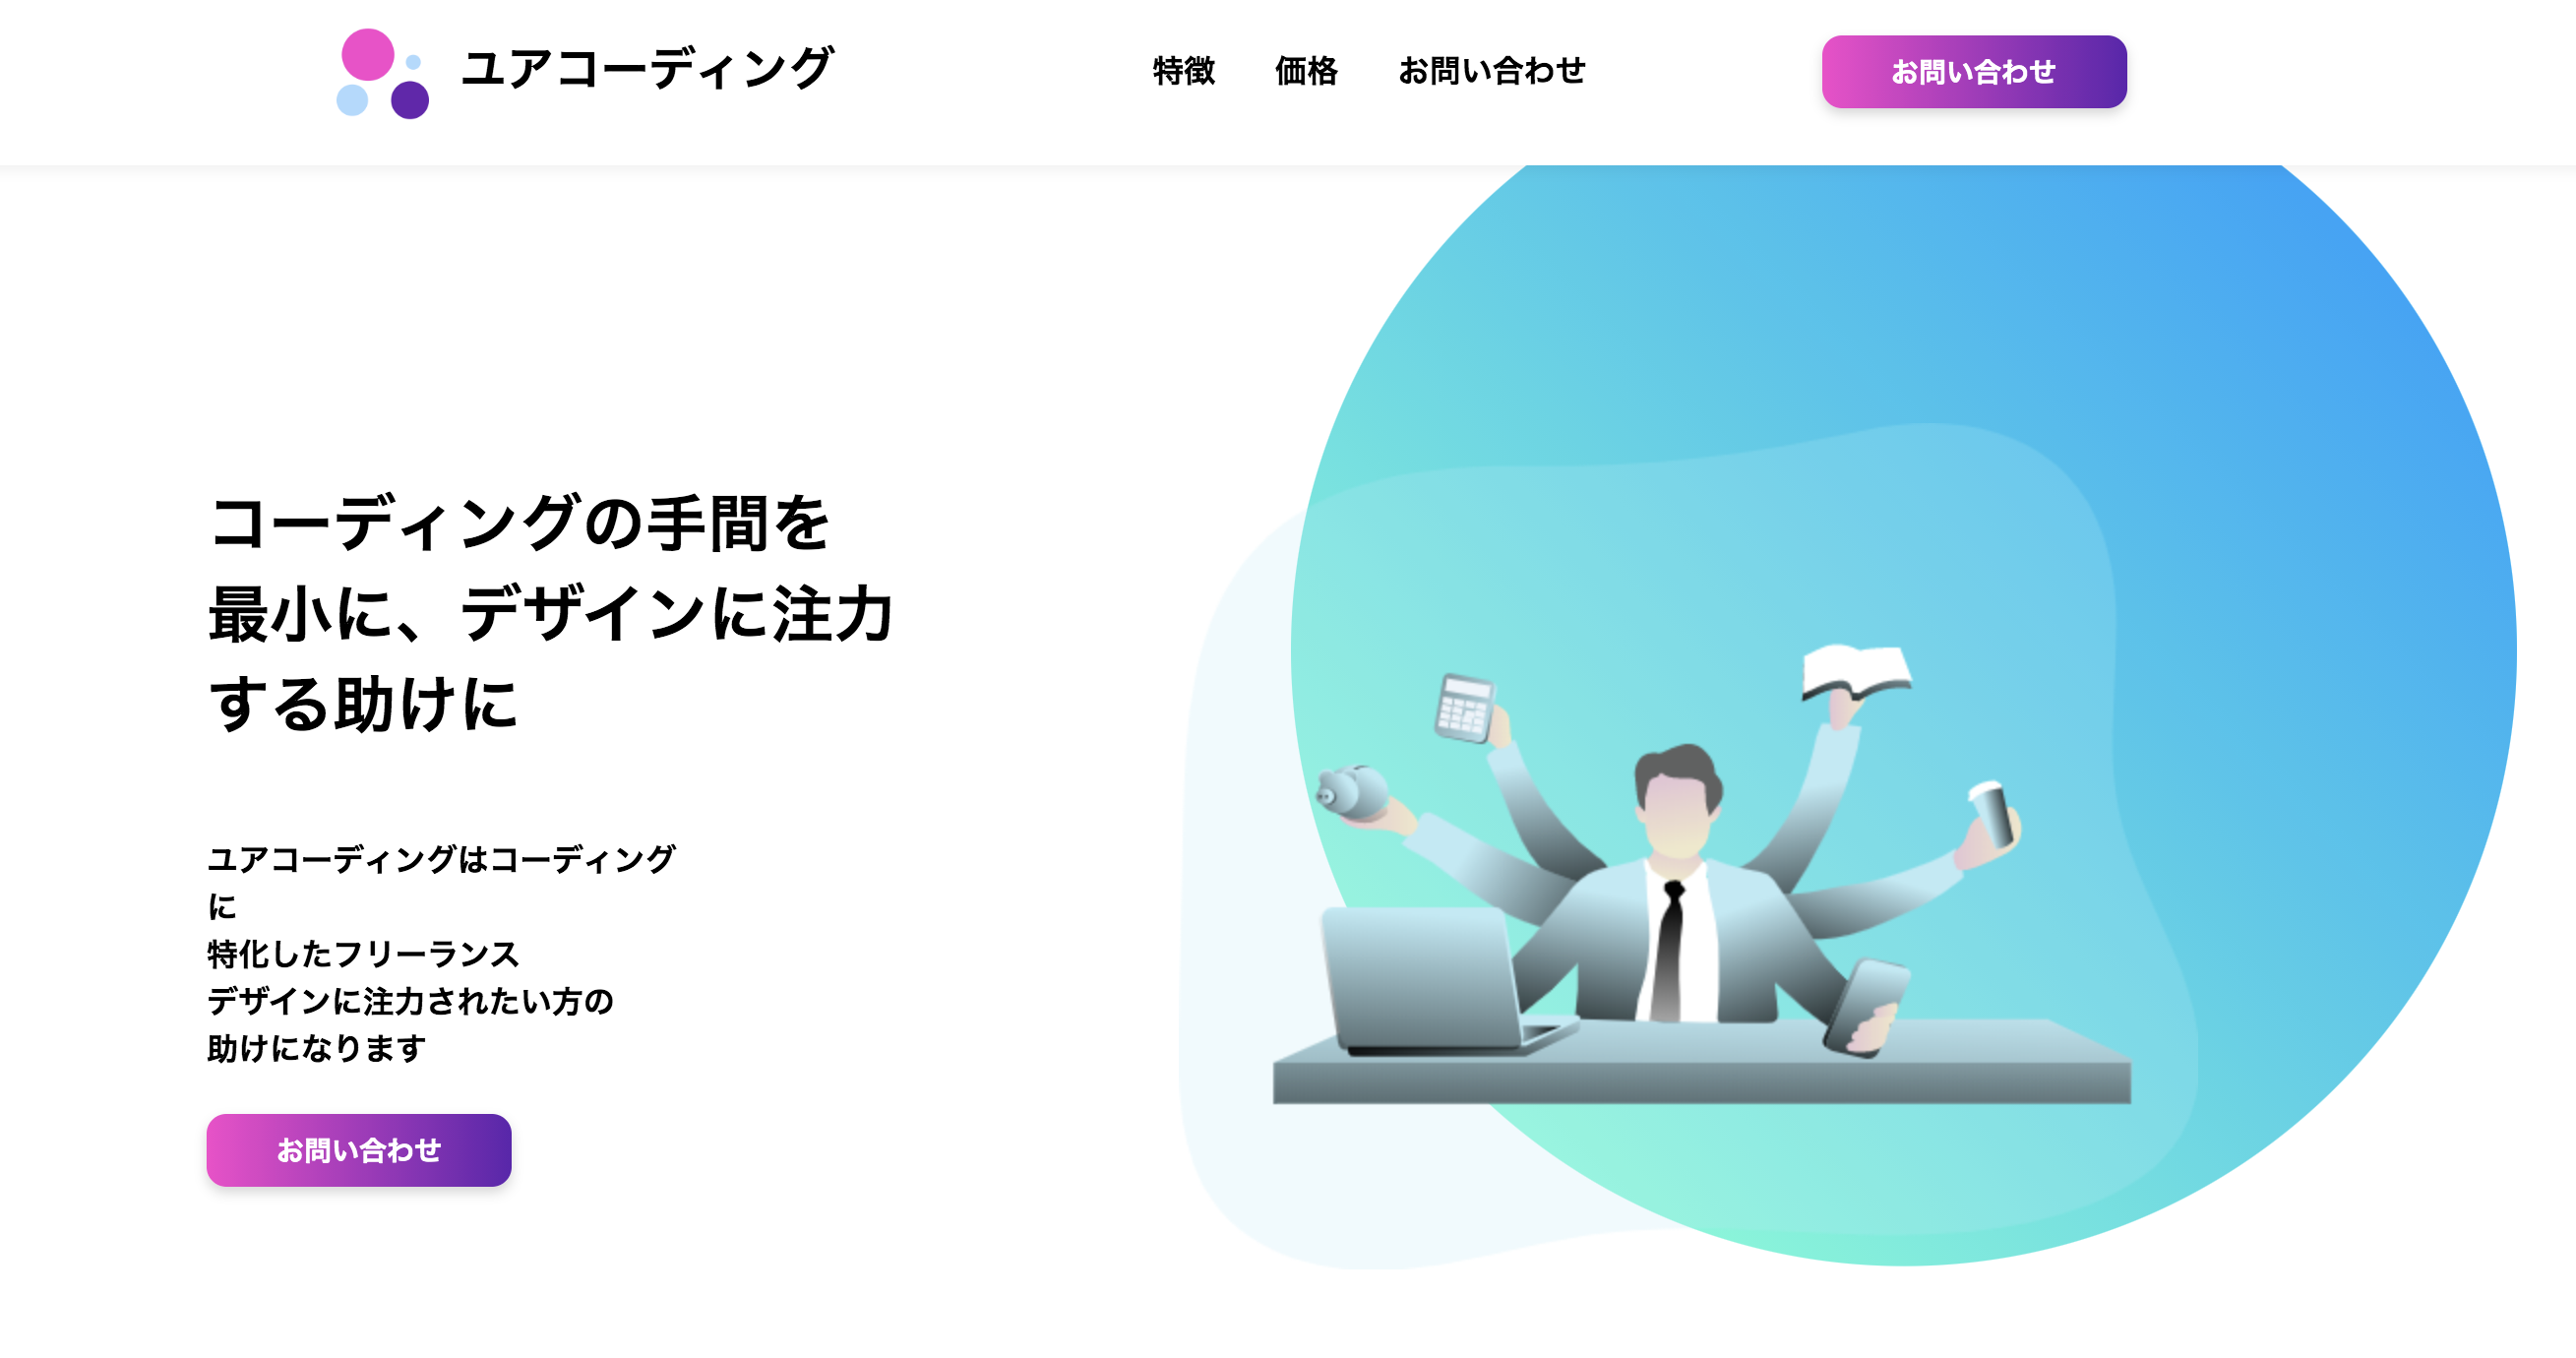 ユアコーディング
特徴
価格
お問い合わせ
お問い合わせ
コーディングの手間を
最小に、デザインに注力
する助けに
ユアコーディングはコーディング
に
特化したフリーランス
デザインに注力されたい方の
助けになります
お問い合わせ